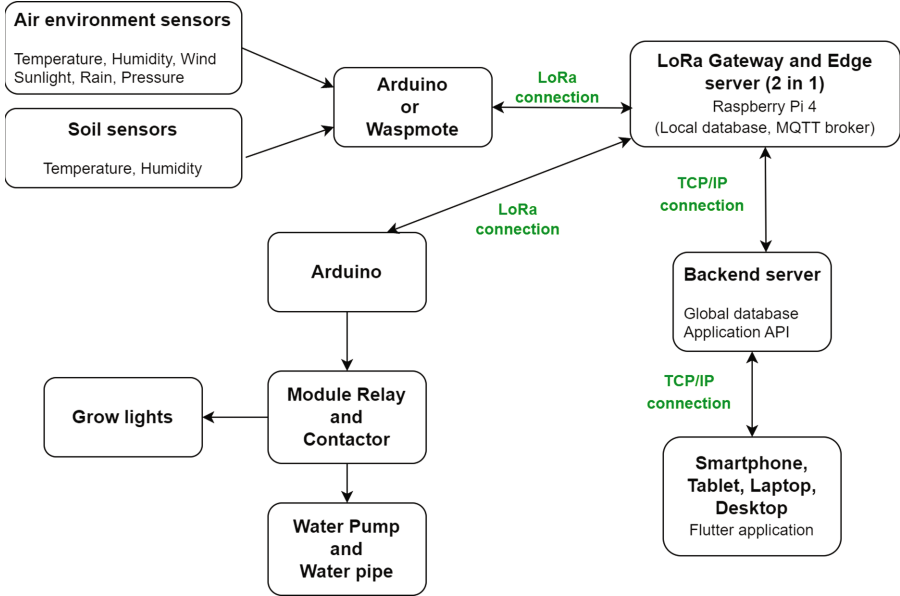 Air environment sensors
Temperature, Humidity, Wind
Sunlight, Rain, Pressure
Soil sensors
Temperature, Humidity
Arduino
or
Waspmote
LoRa
connection
LoRa Gateway and Edge
server (2 in 1)
Raspberry Pi 4
(Local database, MQTT broker)
LoRa
connection
TCP/IP
connection
Arduino
Backend server
Global database
Application API
TCP/IP
connection
Grow lights
Module Relay
and
Contactor
Smartphone,
Tablet, Laptop,
Desktop
Flutter application
Water Pump
and
Water pipe